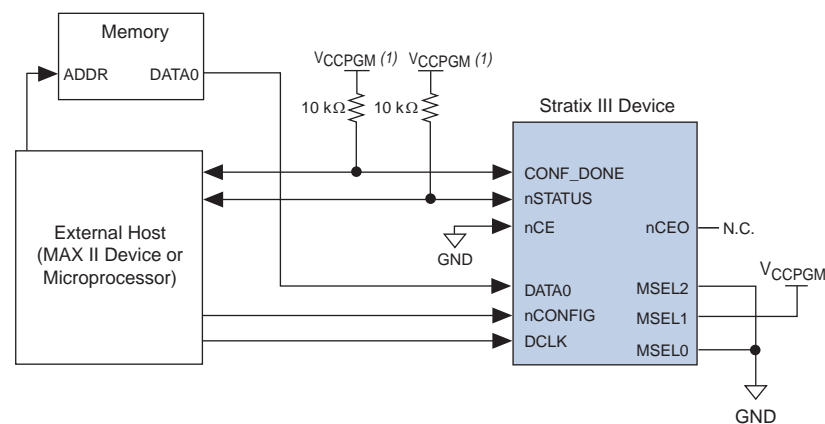 Memory
ADDR DATA0
VCCPGM (1) VCCPGM (1)
10 kΩ 10 kΩ
Stratix III Device
CONF_DONE
nSTATUS
nCE
nCEO
N.C.
GND
External Host
(MAX II Device or
Microprocessor)
VCCPGM
DATA0
MSEL2
nCONFIG
MSEL1
DCLK
MSEL0
GND